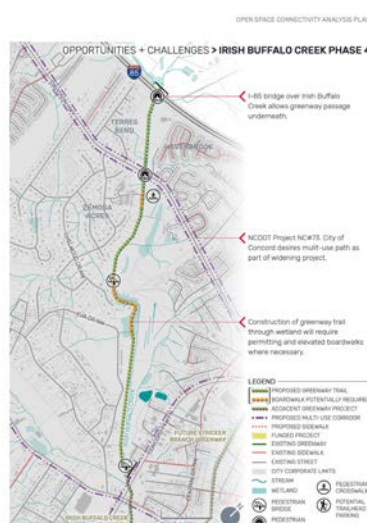 OPEN SPACE CONNECTIVITY ANALYSIS PLAN
OPPORTUNITIES + CHALLENGES > IRISH BUFFALO CREEK PHASE 4
85
I-85 bridge over Irish Buffalo
Creek allows greenway passage
underneath.
TERRES
BEND
ZEMOSA
ACRES
NCDOT Project NC#73. City of
Concord desires multi-use path as
part of widening project.
Construction of greenway trail
through wetland will require
permitting and elevated boardwalks
where necessary.
FUTURE STRICKER
BRANCH GREENWAY
IRISH BUFFALO CREEK
LEGEND
PROPOSED GREENWAY TRAIL
BOARDWALK POTENTIALLY REQUIRED
ADJACENT GREENWAY PROJECT
PROPOSED MULTI-USE CORRIDOR
PROPOSED SIDEWALK
FUNDED PROJECT
EXISTING GREENWAY
EXISTING SIDEWALK
EXISTING STREET
CITY CORPORATE LIMITS
STREAM
WETLAND
PEDESTRIAN
BRIDGE
PEDESTRIAN
PEDESTRIAN
CROSSWALK
POTENTIAL
TRAILHEAD
PARKING